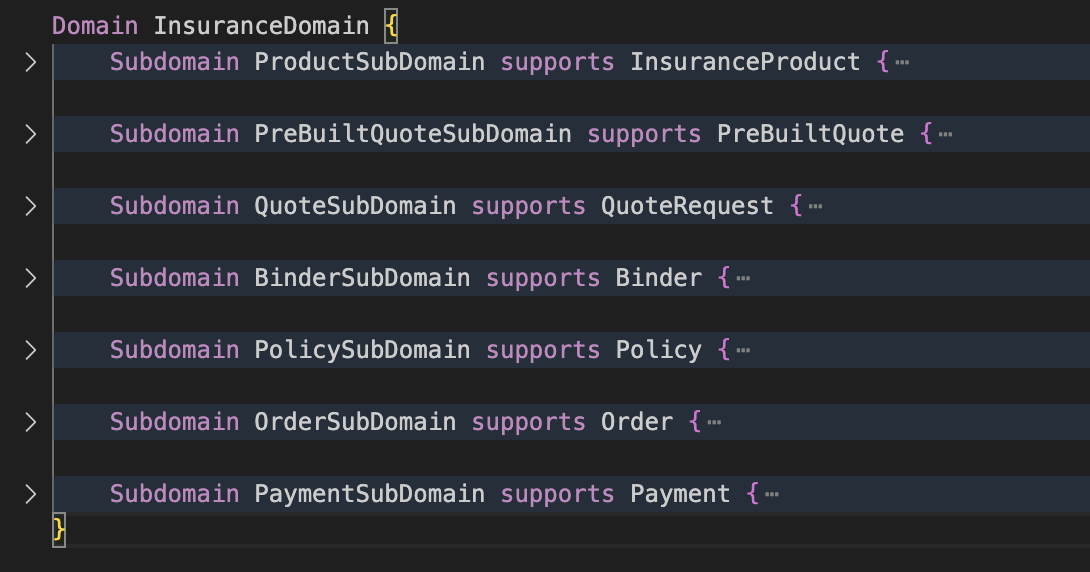 Domain InsuranceDomain {
Subdomain ProductSubDomain supports InsuranceProduct {⋯
Subdomain PreBuiltQuoteSubDomain supports PreBuiltQuote {⋯
Subdomain QuoteSubDomain supports QuoteRequest {⋯
Subdomain BinderSubDomain supports Binder {⋯
Subdomain PolicySubDomain supports Policy {⋯
Subdomain OrderSubDomain supports Order {⋯
Subdomain PaymentSubDomain supports Payment {⋯
}